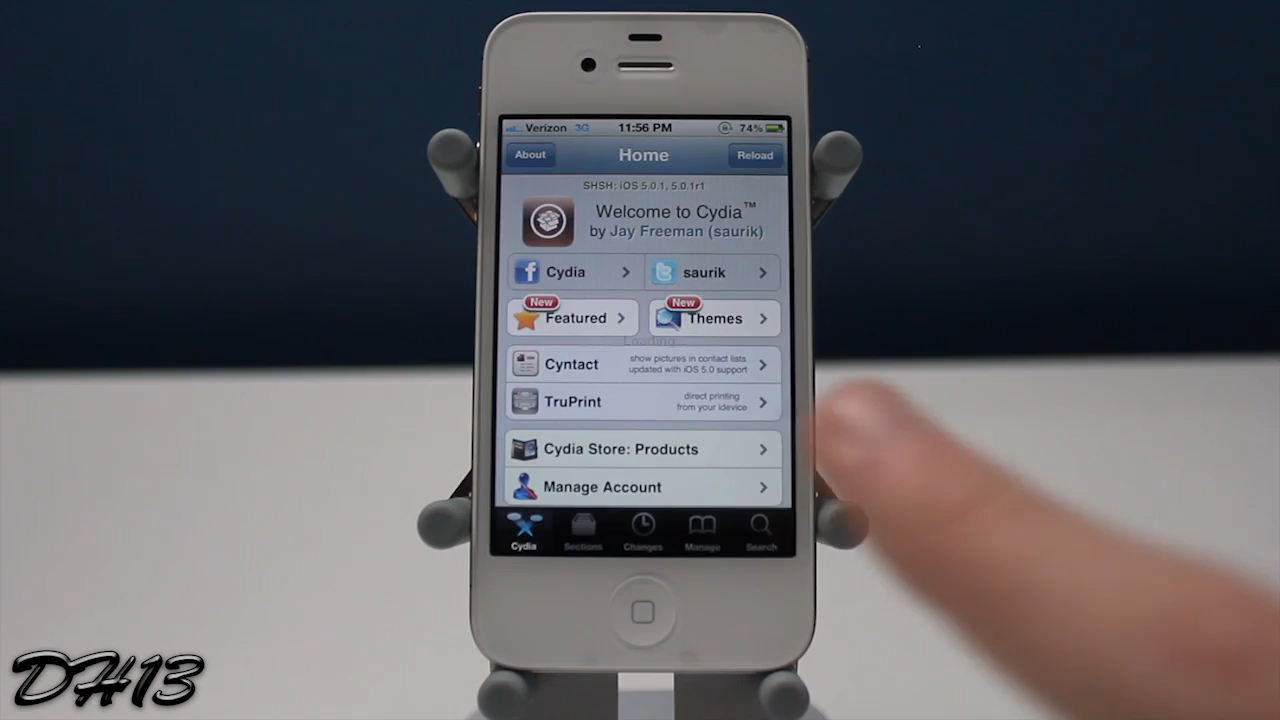 Verizon 3G 11:56 PM 74%
About Home Reload
SHSH: iOS 5.0.1, 5.0.1r1
Welcome to Cydia™
by Jay Freeman (saurik)
Cydia saurik
New New
Featured Themes
Loading
Cyntact show pictures in contact lists
updated with iOS 5.0 support
TruPrint direct printing
from your idevice
Cydia Store: Products
Manage Account
Cydia Sections Changes Manage Search
DH13